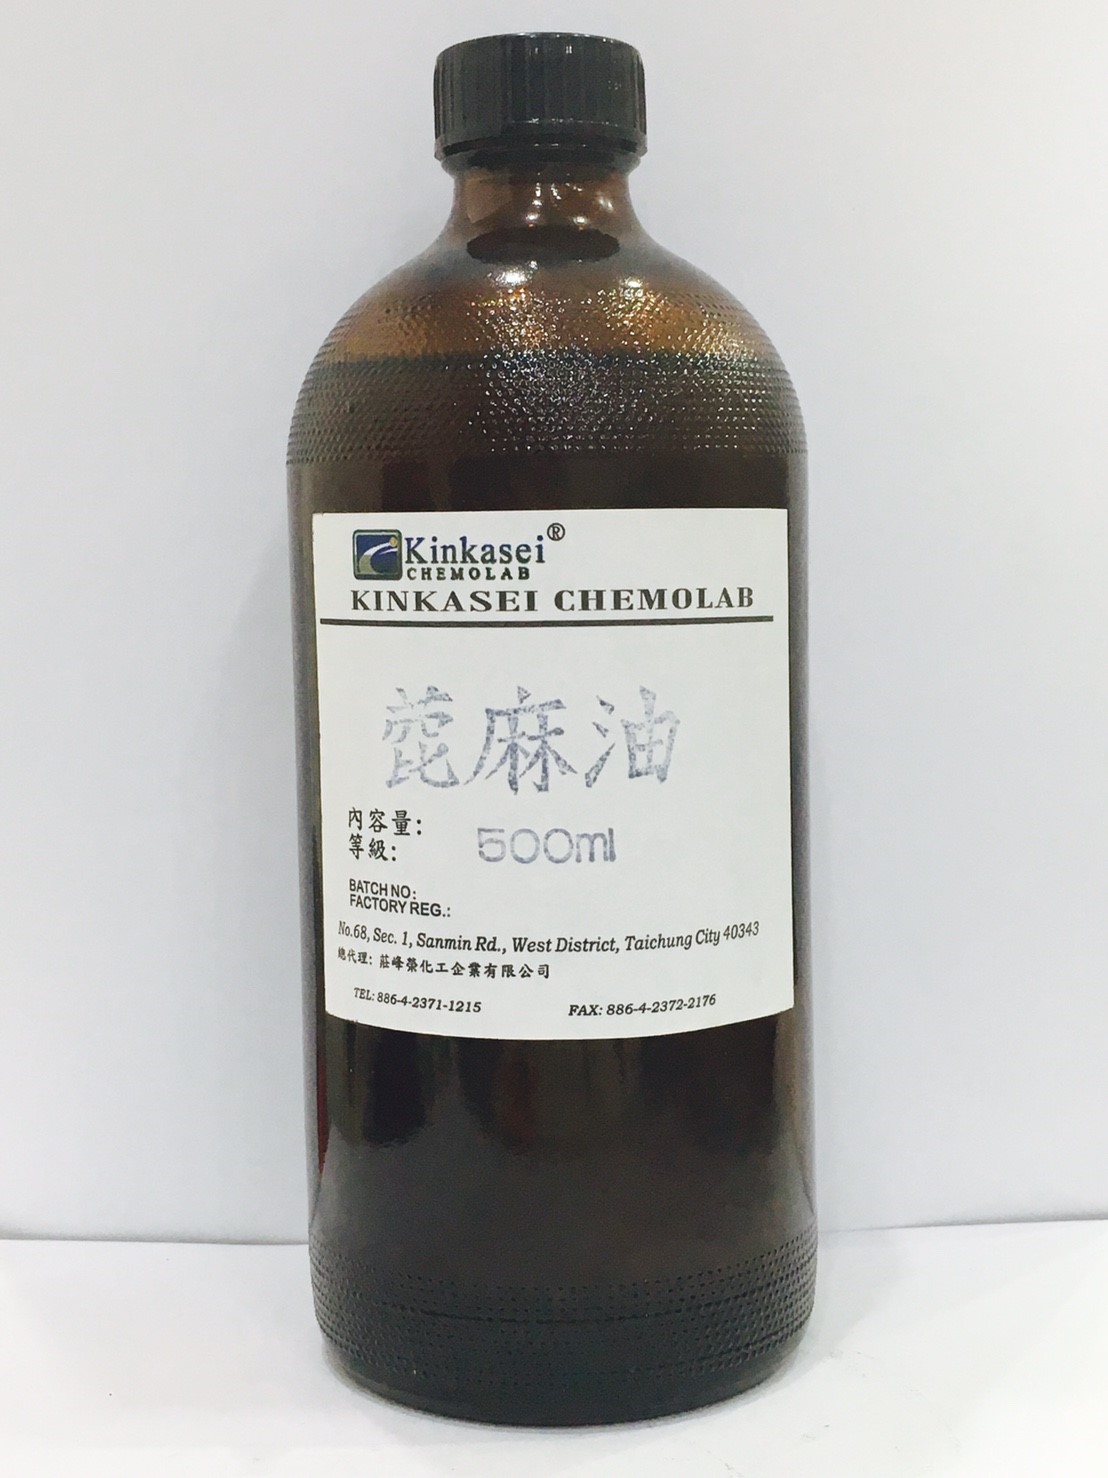 Kinkasei®
CHEMOLAB
KINKASEI CHEMOLAB
蓖麻油
內容量: 500ml
等級:
BATCH NO:
FACTORY REG.:
No.68, Sec. 1, Sanmin Rd., West District, Taichung City 40343
總代理: 莊峰榮化工企業有限公司
TEL: 886-4-2371-1215 FAX: 886-4-2372-2176